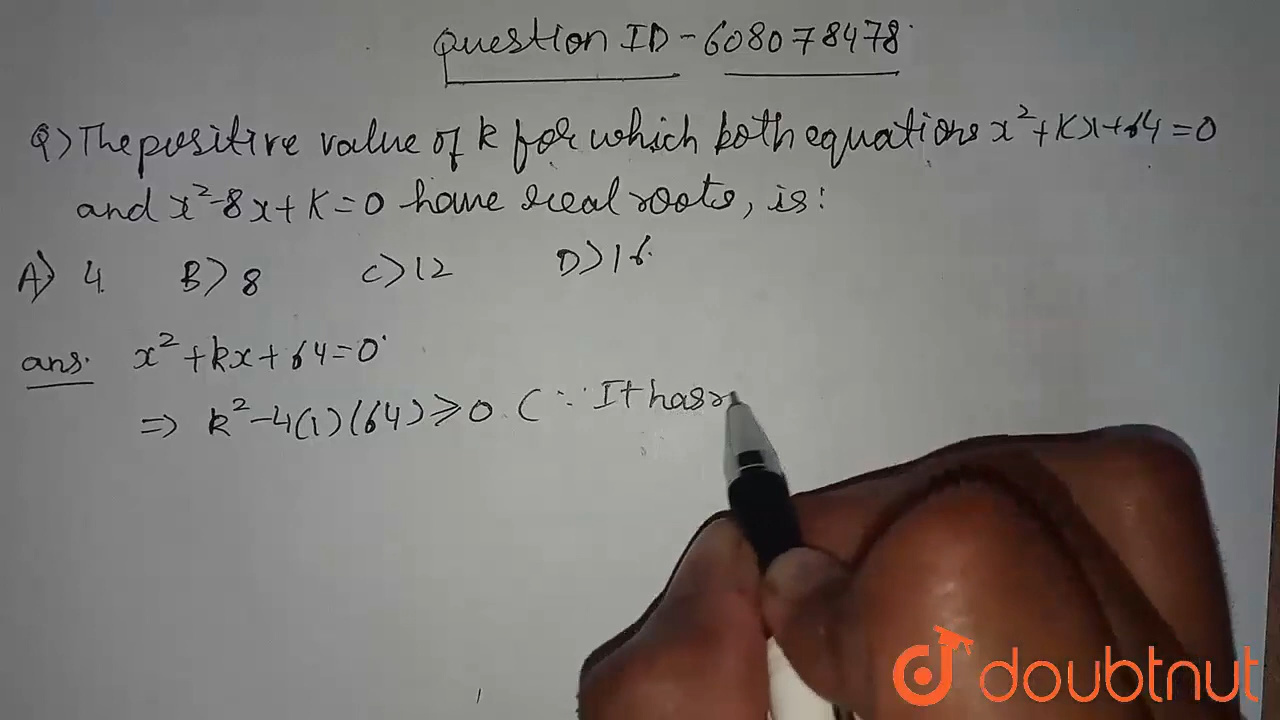 Question ID - 608078478
Q> The positive value of k for which both equations x²+kx+64=0
and x²-8x+k=0 have real roots, is:
A> 4 B> 8 C> 12 D> 16.
ans. x²+kx+64=0
⇒ k²-4(1)(64)≥0 (∵ It has r
doubtnut